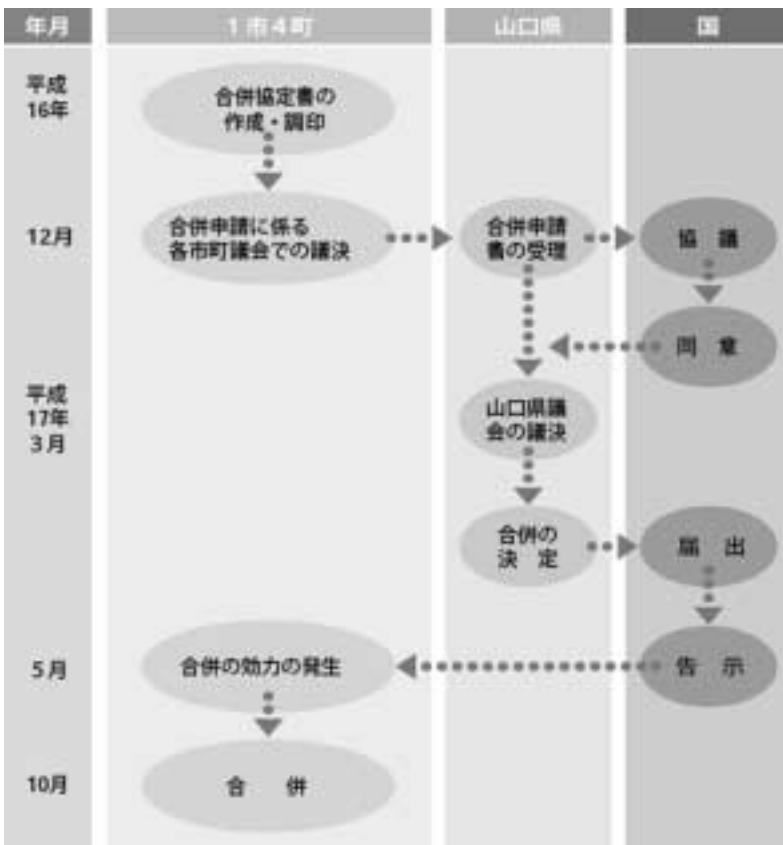 年月
1市4町
山口県
国
平成
16年
合併協定書の
作成・調印
12月
合併申請に係る
各市町議会での議決
合併申請
書の受理
協　議
同　意
平成
17年
3月
山口県議
会の議決
合併の
決　定
届　出
5月
合併の効力の発生
告　示
10月
合　併